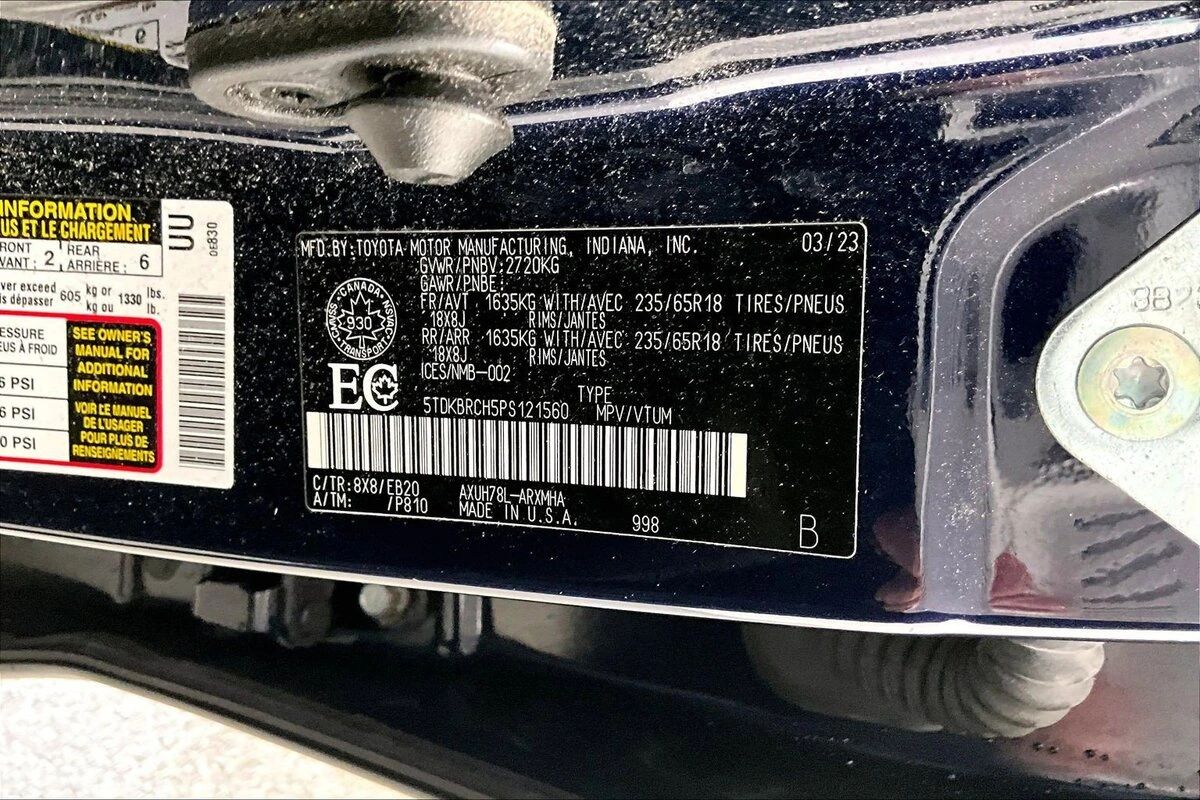 INFORMATION
US ET LE CHARGEMENT
RONT
VANT : 2
REAR
ARRIÈRE : 6
ver exceed
is dépasser
605
kg or
kg ou
1330
lbs.
lb.
ESSURE
EUS À FROID
6 PSI
6 PSI
0 PSI
SEE OWNER'S
MANUAL FOR
ADDITIONAL
INFORMATION
VOIR LE MANUEL
DE L'USAGER
POUR PLUS DE
RENSEIGNEMENTS
UU
0E830
MFD.BY:TOYOTA MOTOR MANUFACTURING, INDIANA, INC. 03/23
GVWR/PNBV:2720KG
GAWR/PNBE:
FR/AVT 1635KG WITH/AVEC 235/65R18 TIRES/PNEUS
18X8J RIMS/JANTES
RR/ARR 1635KG WITH/AVEC 235/65R18 TIRES/PNEUS
18X8J RIMS/JANTES
ICES/NMB-002
CANADA
930
TRANSPORT
EC
TYPE
5TDKBRCH5PS121560 MPV/VTUM
C/TR:8X8/EB20 AXUH78L-ARXMHA
A/TM: /P810 MADE IN U.S.A. 998 B